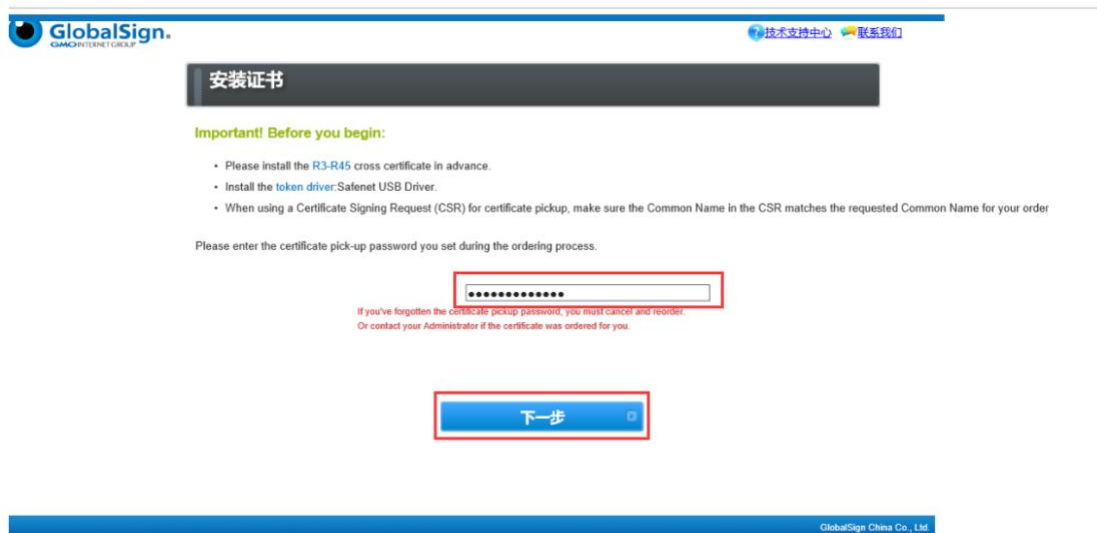 GlobalSign.
GMO INTERNET GROUP
技术支持中心 联系我们
安装证书
Important! Before you begin:
• Please install the R3-R45 cross certificate in advance.
• Install the token driver:Safenet USB Driver.
• When using a Certificate Signing Request (CSR) for certificate pickup, make sure the Common Name in the CSR matches the requested Common Name for your order
Please enter the certificate pick-up password you set during the ordering process.
•••••••••••••
If you've forgotten the certificate pickup password, you must cancel and reorder.
Or contact your Administrator if the certificate was ordered for you.
下一步
GlobalSign China Co., Ltd.